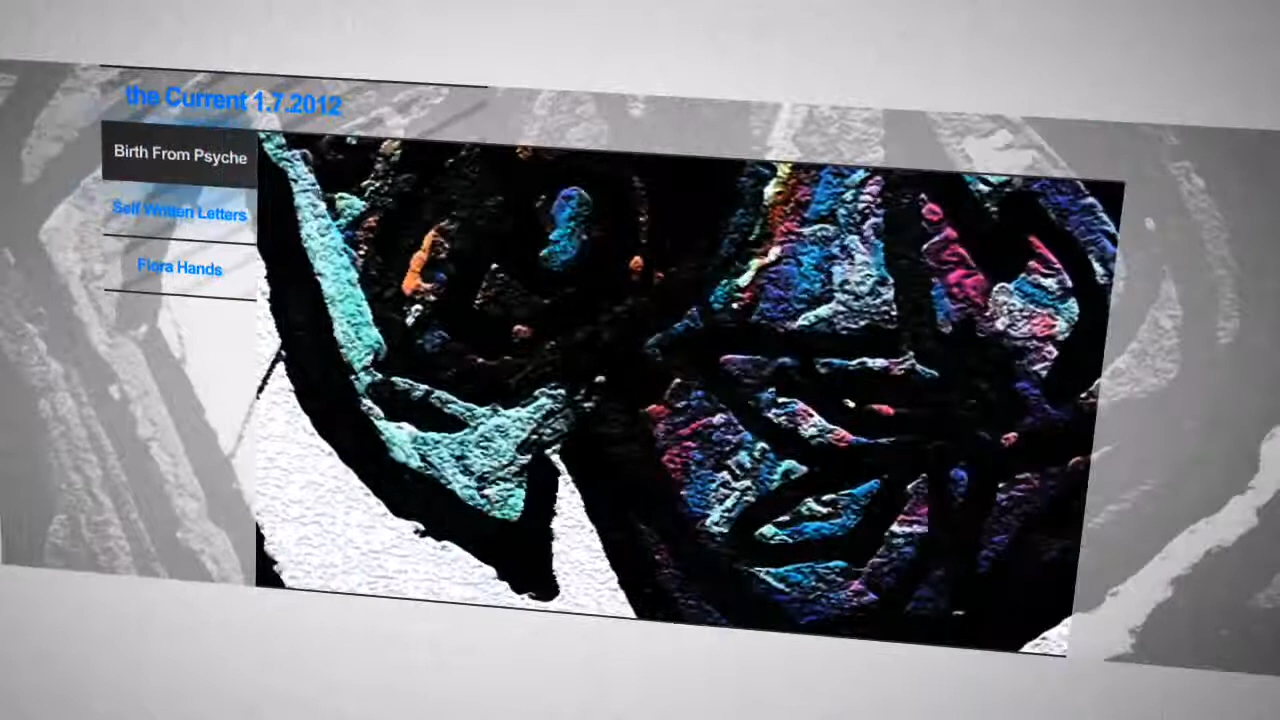 the Current 1.7.2012
Birth From Psyche
Self Written Letters
Flora Hands